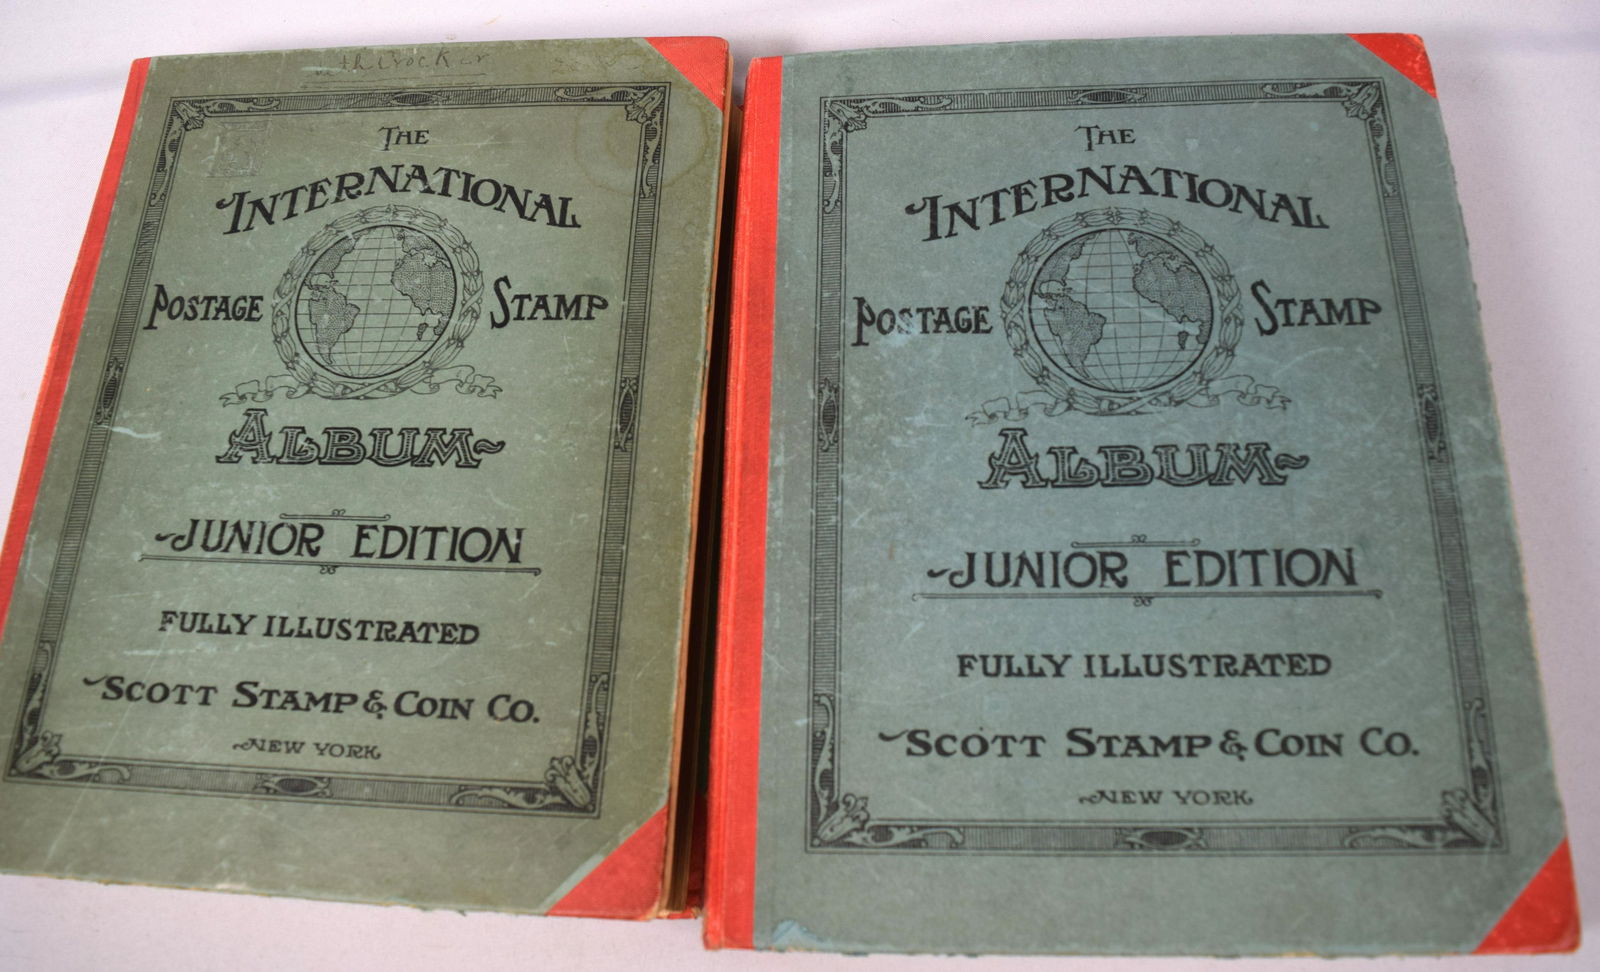 THE
INTERNATIONAL
POSTAGE STAMP
ALBUM
JUNIOR EDITION
FULLY ILLUSTRATED
SCOTT STAMP & COIN CO.
NEW YORK
THE
INTERNATIONAL
POSTAGE STAMP
ALBUM
JUNIOR EDITION
FULLY ILLUSTRATED
SCOTT STAMP & COIN CO.
NEW YORK